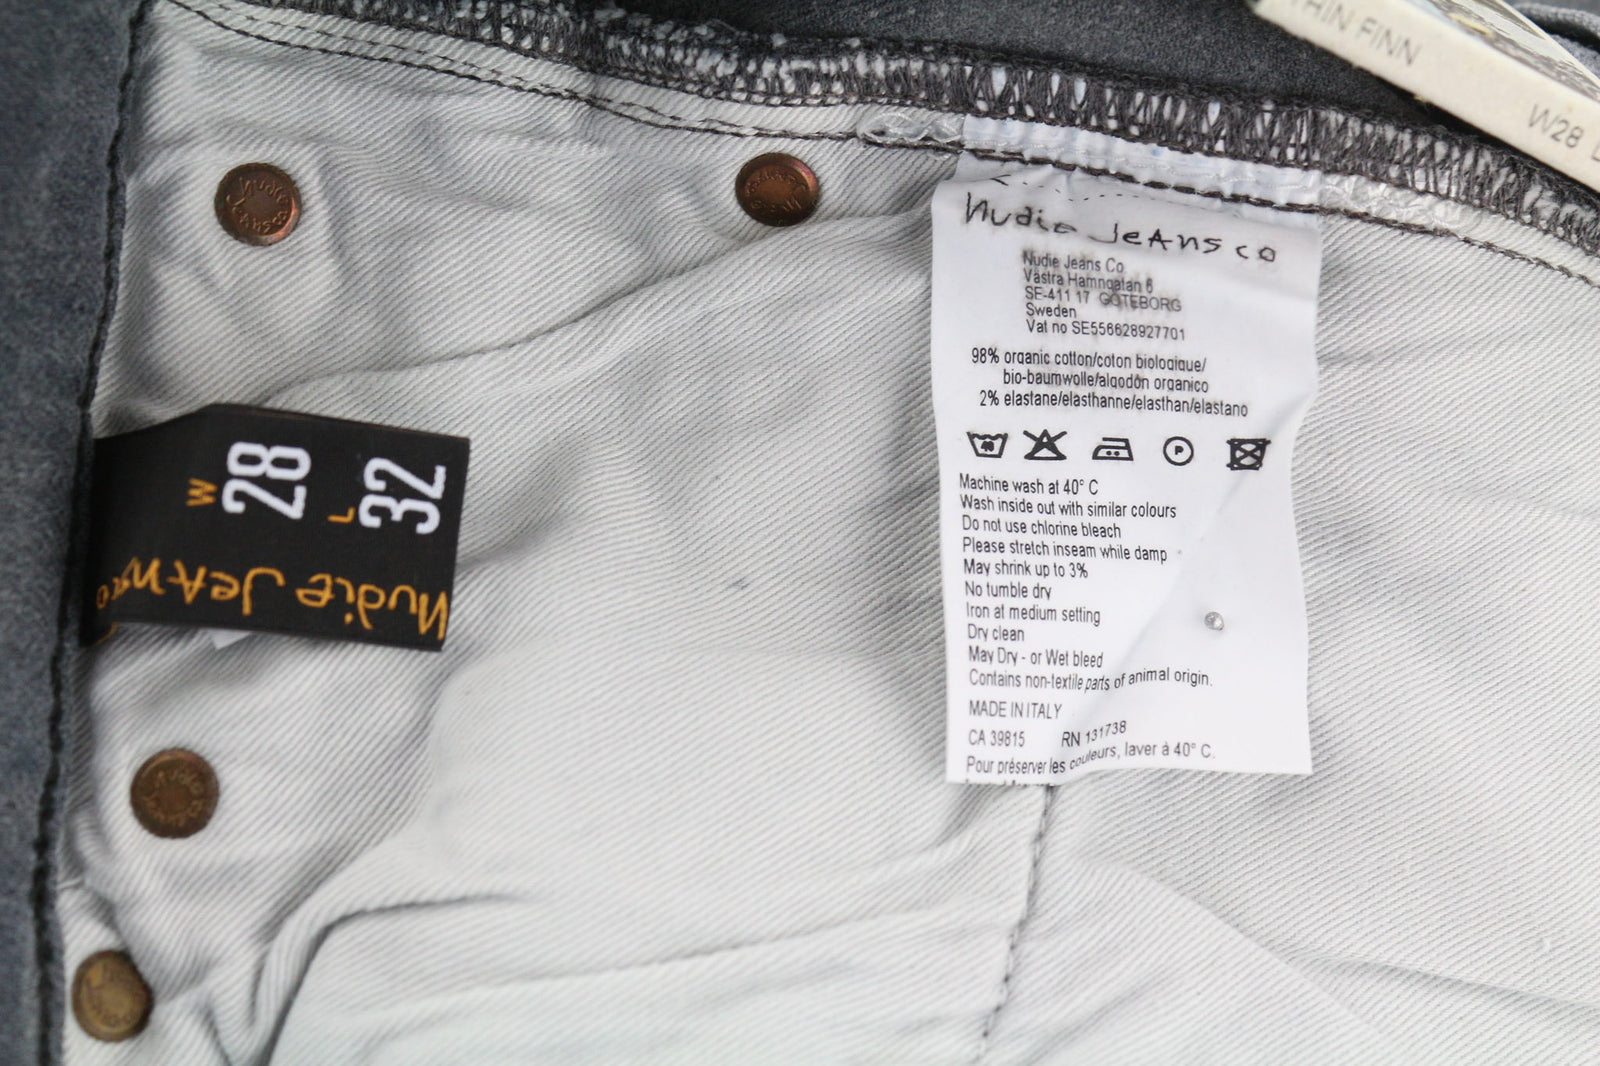 THIN FINN
W28
Nudie Jeans co
Nudie Jeans Co
Västra Hamngatan 6
SE-411 17 GÖTEBORG
Sweden
Vat no SE556628927701
98% organic cotton/coton biologique/
bio-baumwolle/algodón organico
2% elastane/elasthanne/elasthan/elastano
40
P
Machine wash at 40° C
Wash inside out with similar colours
Do not use chlorine bleach
Please stretch inseam while damp
May shrink up to 3%
No tumble dry
Iron at medium setting
Dry clean
May Dry - or Wet bleed
Contains non-textile parts of animal origin.
MADE IN ITALY
CA 39815 RN 131738
Pour préserver les couleurs, laver à 40° C.
W 28
L 32
Nudie Jeans co